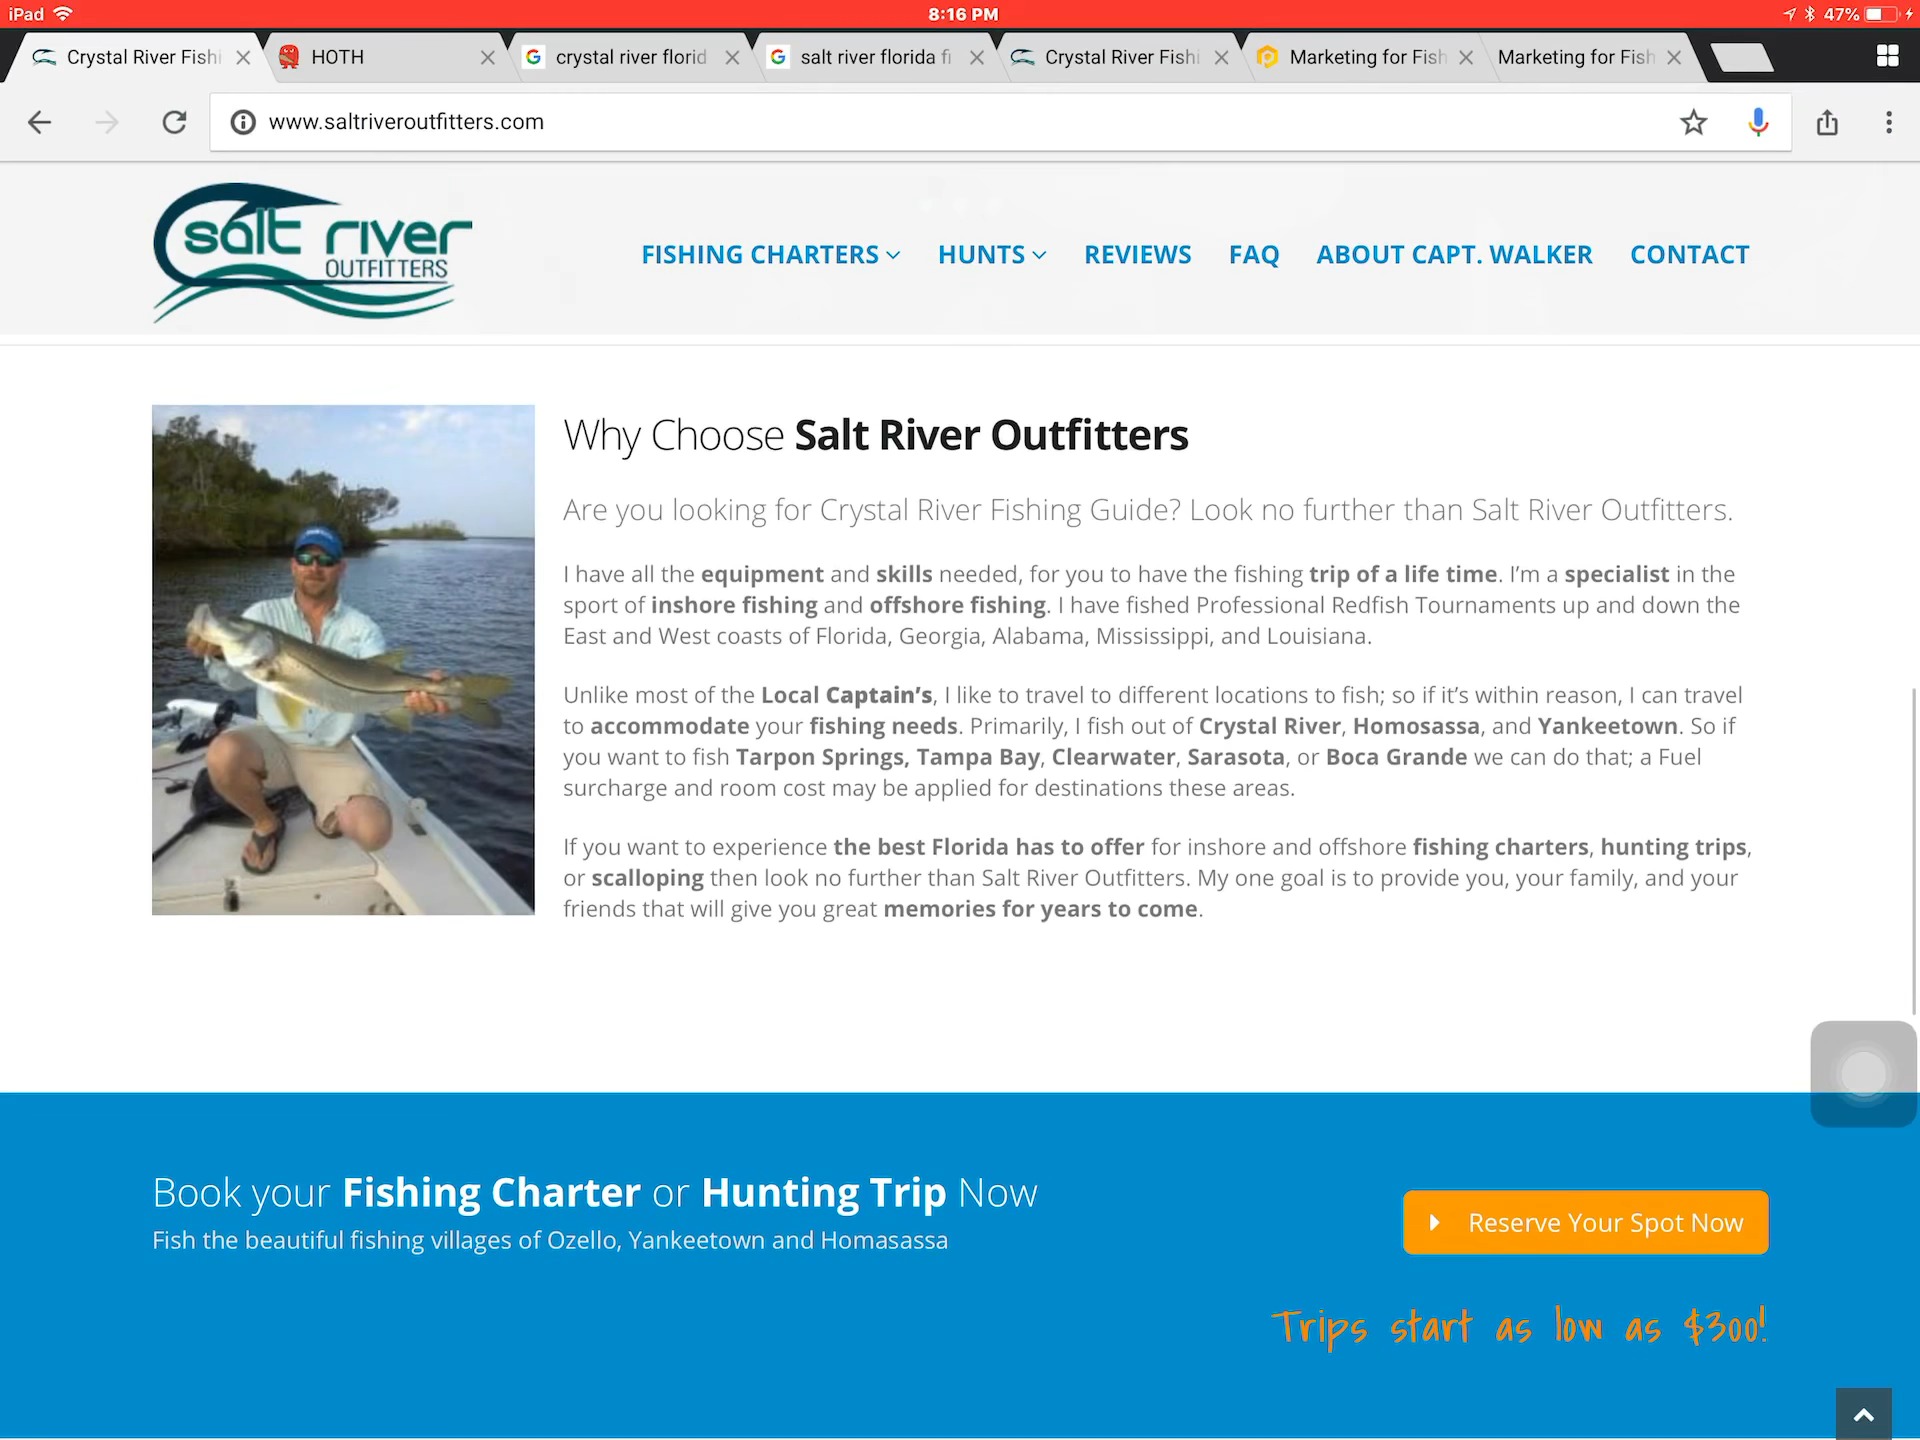 iPad 8:16 PM 47%
Crystal River Fishi HOTH crystal river florid salt river florida fi Crystal River Fishi Marketing for Fish Marketing for Fish
www.saltriveroutfitters.com
salt river
OUTFITTERS
FISHING CHARTERS HUNTS REVIEWS FAQ ABOUT CAPT. WALKER CONTACT
Why Choose Salt River Outfitters
Are you looking for Crystal River Fishing Guide? Look no further than Salt River Outfitters.
I have all the equipment and skills needed, for you to have the fishing trip of a life time. I’m a specialist in the
sport of inshore fishing and offshore fishing. I have fished Professional Redfish Tournaments up and down the
East and West coasts of Florida, Georgia, Alabama, Mississippi, and Louisiana.
Unlike most of the Local Captain’s, I like to travel to different locations to fish; so if it’s within reason, I can travel
to accommodate your fishing needs. Primarily, I fish out of Crystal River, Homosassa, and Yankeetown. So if
you want to fish Tarpon Springs, Tampa Bay, Clearwater, Sarasota, or Boca Grande we can do that; a Fuel
surcharge and room cost may be applied for destinations these areas.
If you want to experience the best Florida has to offer for inshore and offshore fishing charters, hunting trips,
or scalloping then look no further than Salt River Outfitters. My one goal is to provide you, your family, and your
friends that will give you great memories for years to come.
Book your Fishing Charter or Hunting Trip Now
Fish the beautiful fishing villages of Ozello, Yankeetown and Homasassa
Reserve Your Spot Now
Trips start as low as $300!